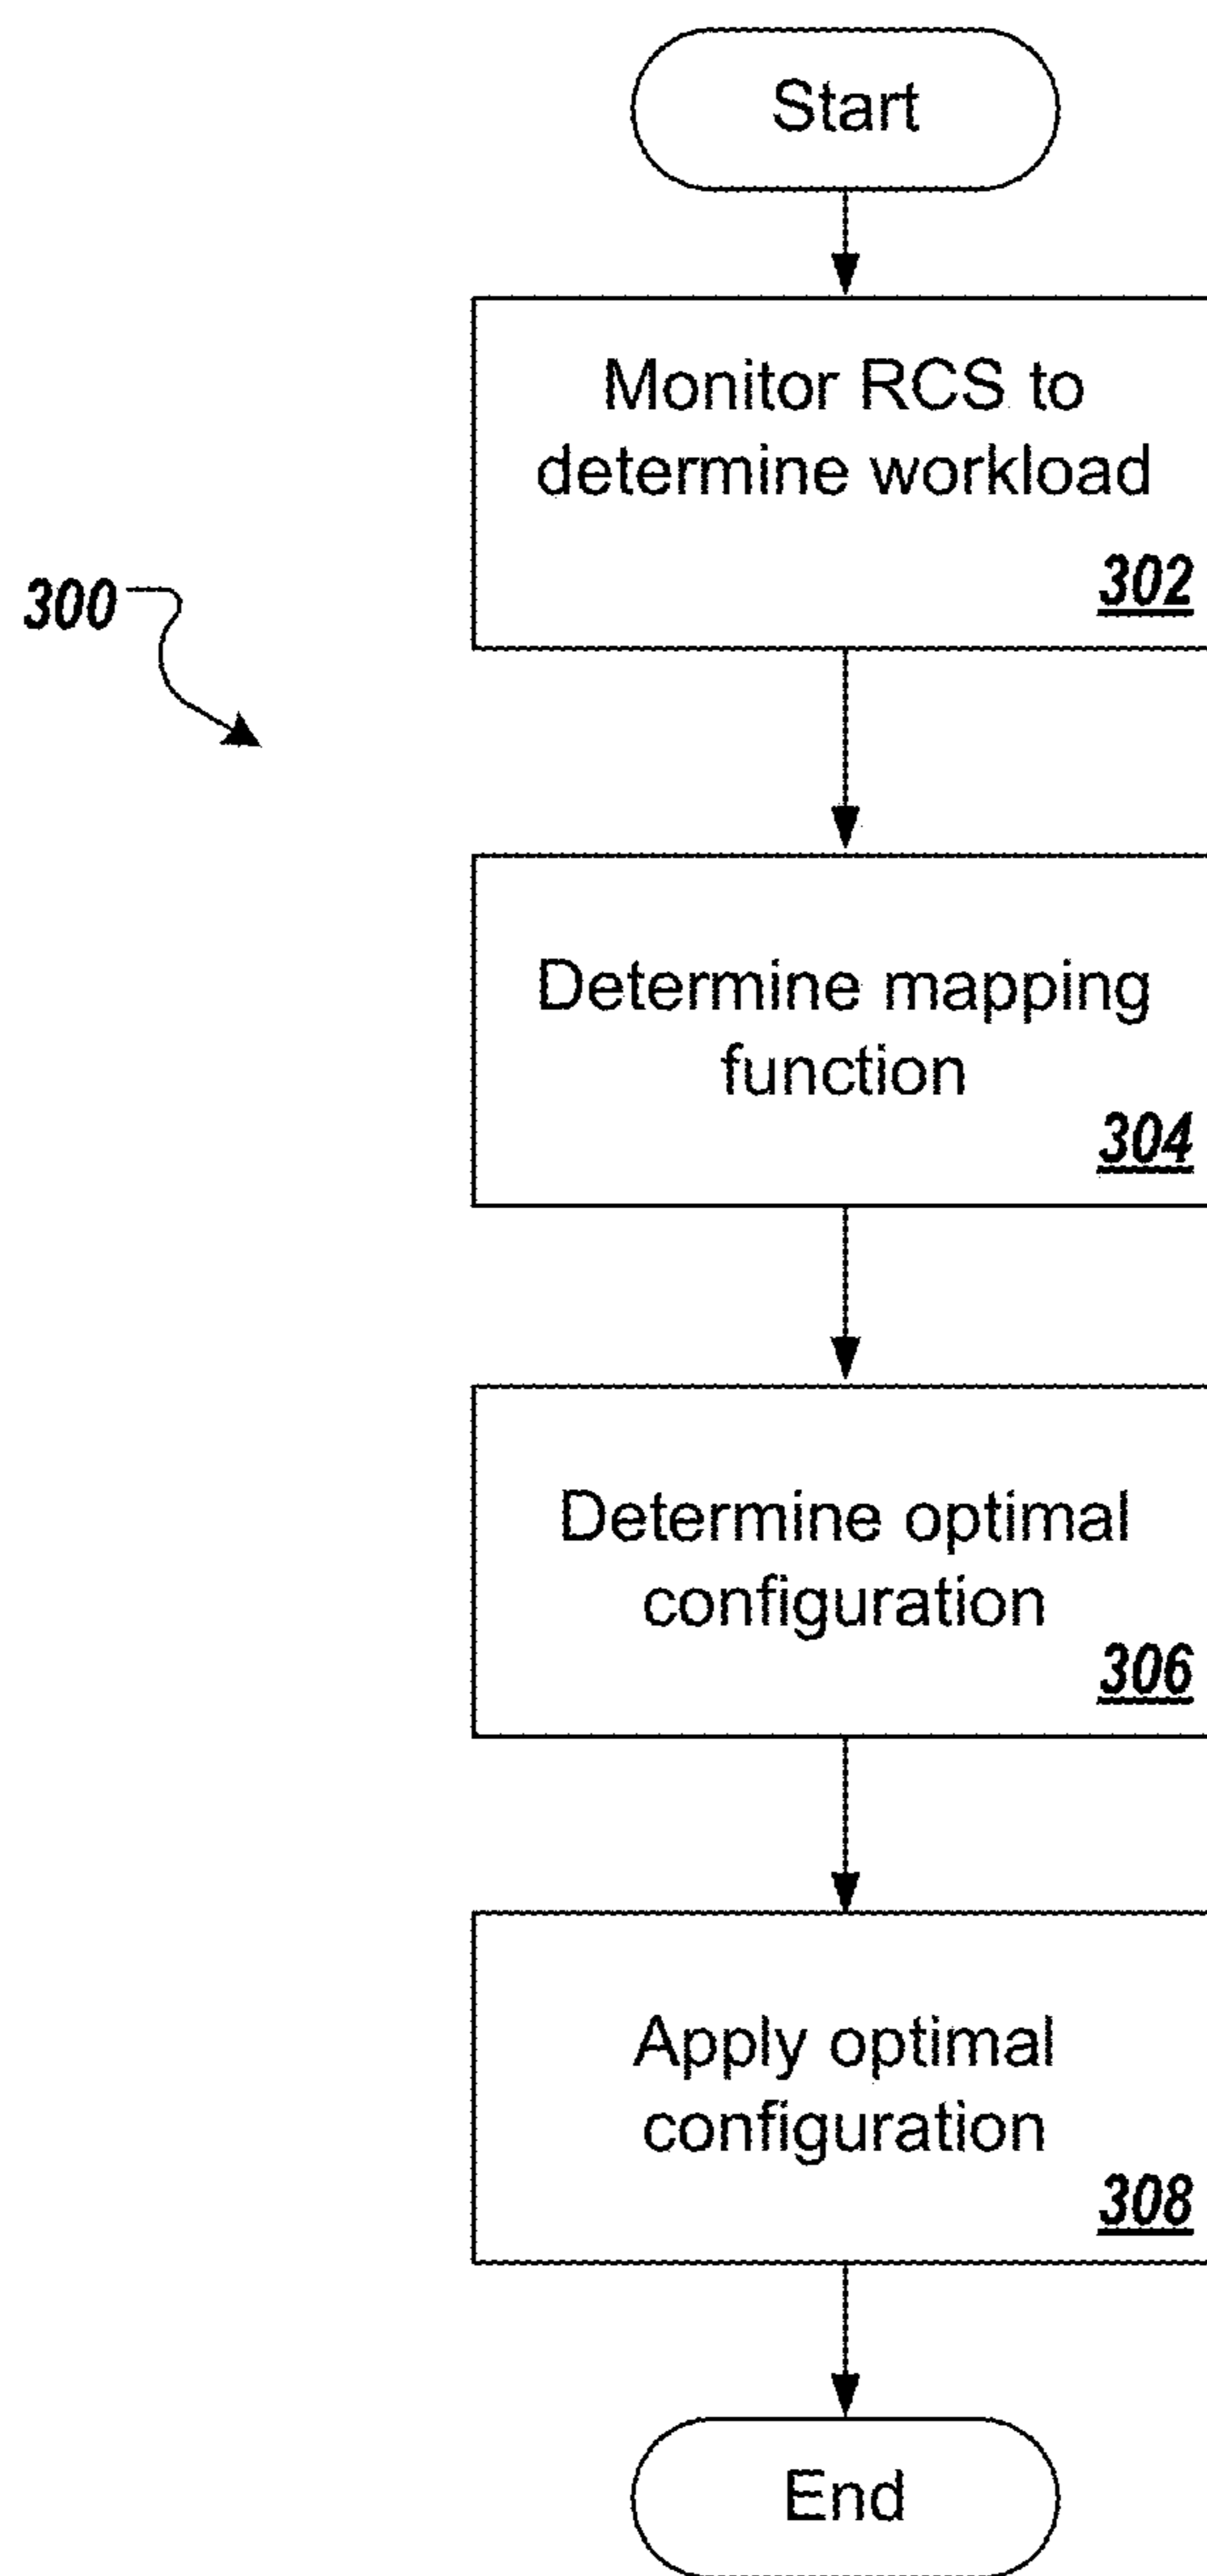 Start
Monitor RCS to
determine workload
302
300
Determine mapping
function
304
Determine optimal
configuration
306
Apply optimal
configuration
308
End